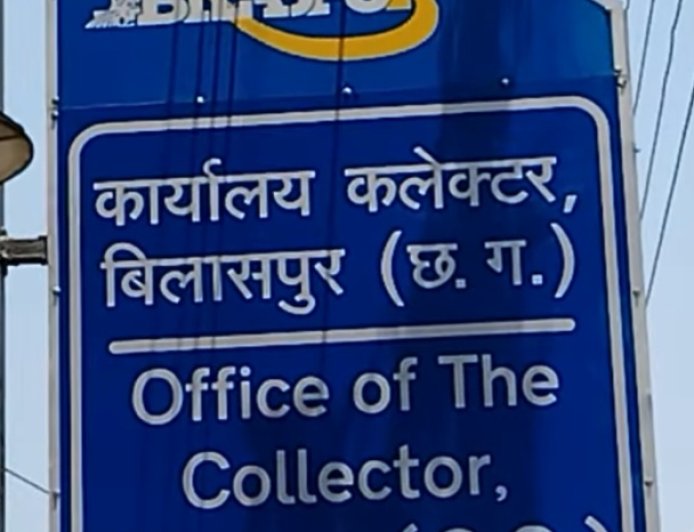 कार्यालय कलेक्टर,
बिलासपुर (छ. ग.)
Office of The
Collector,